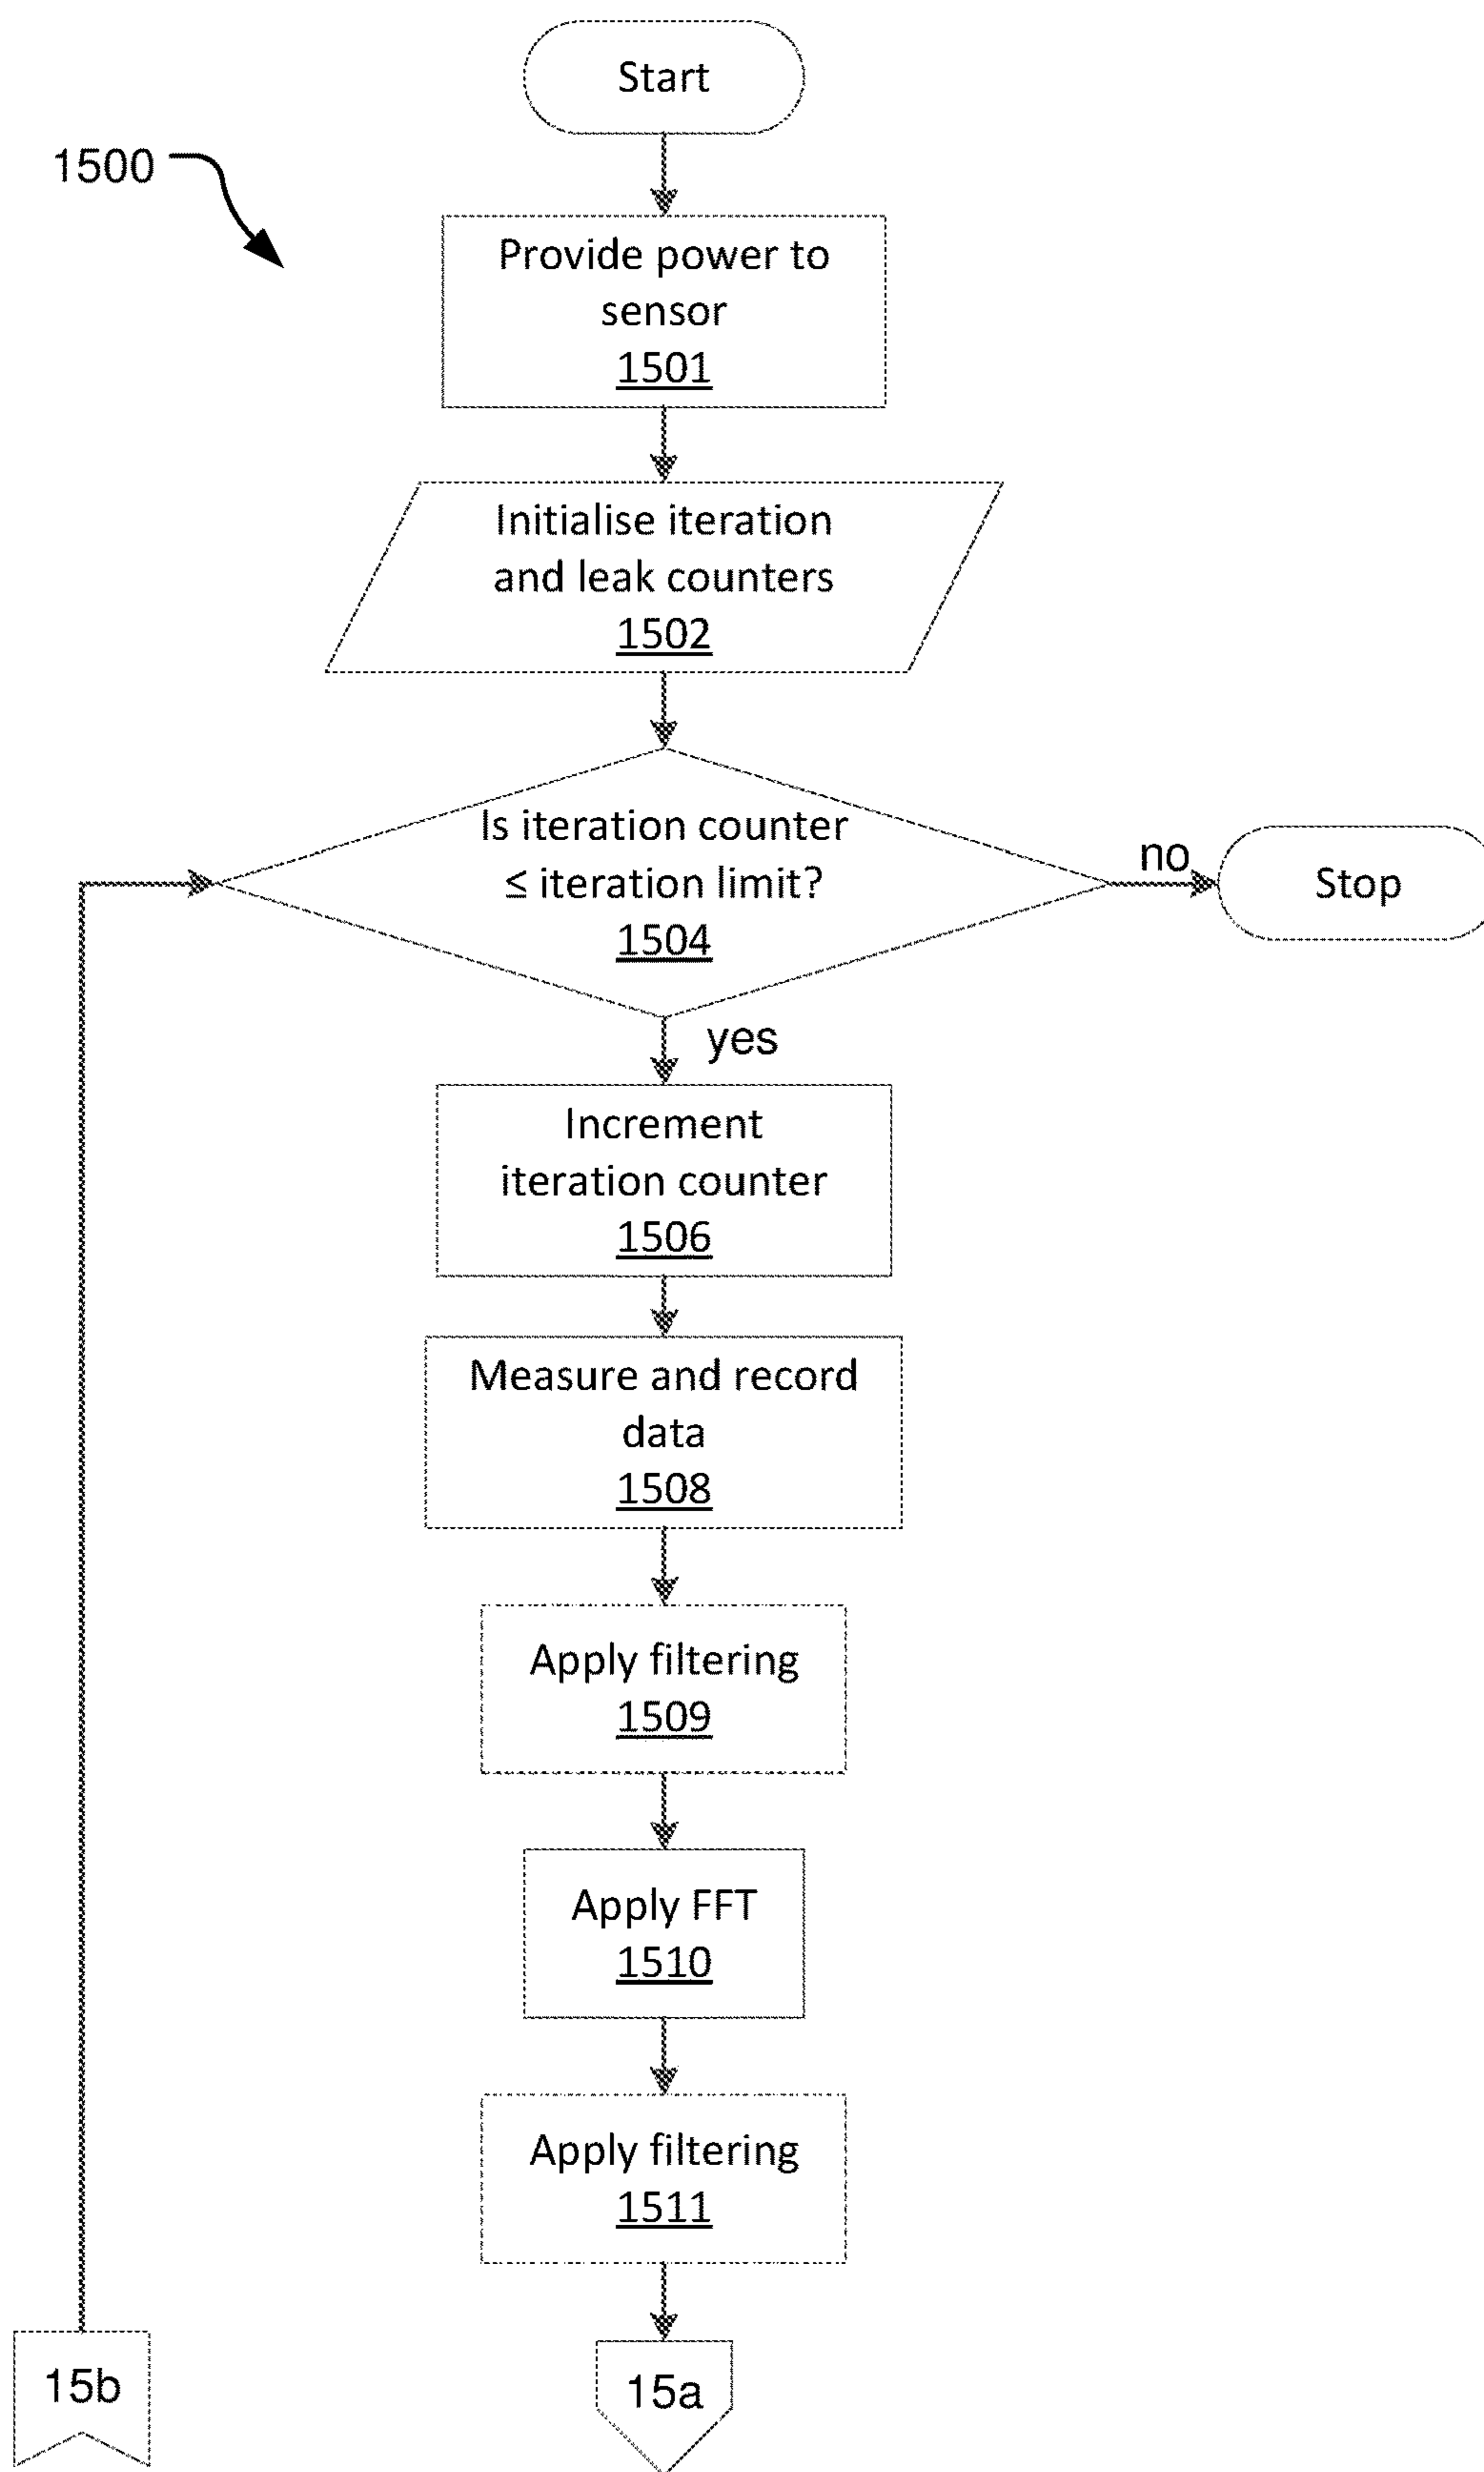 Start
1500
Provide power to
sensor
1501
Initialise iteration
and leak counters
1502
Is iteration counter
≤ iteration limit?
1504
no
Stop
yes
Increment
iteration counter
1506
Measure and record
data
1508
Apply filtering
1509
Apply FFT
1510
Apply filtering
1511
15b
15a